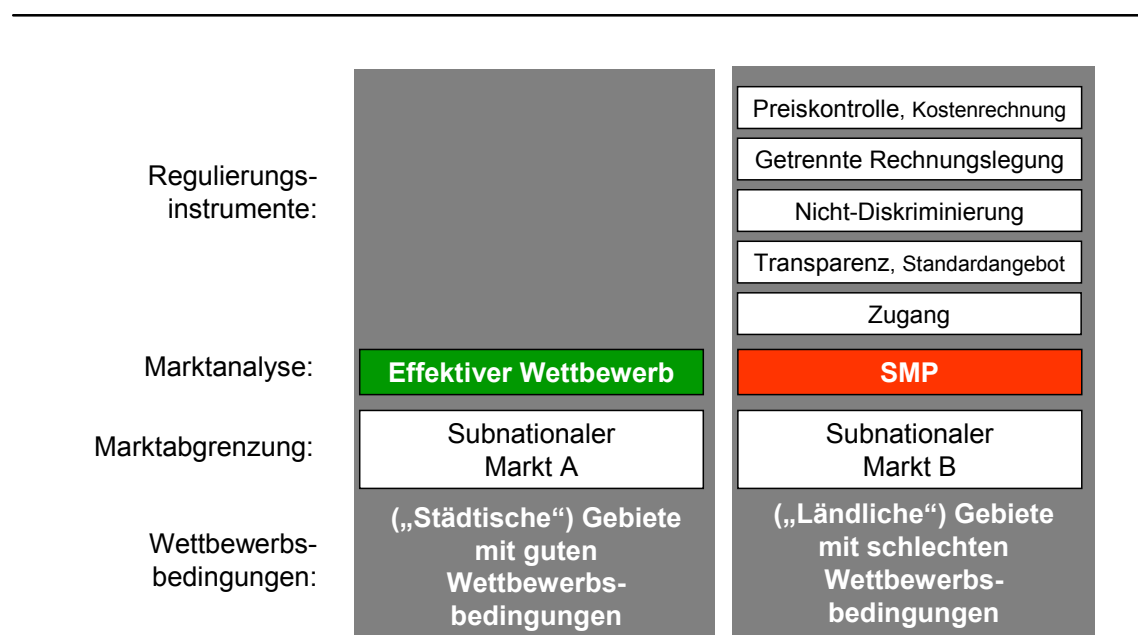 Regulierungs-
instrumente:
Preiskontrolle, Kostenrechnung
Getrennte Rechnungslegung
Nicht-Diskriminierung
Transparenz, Standardangebot
Zugang
Marktanalyse:
Effektiver Wettbewerb
SMP
Marktabgrenzung:
Subnationaler
Markt A
Subnationaler
Markt B
Wettbewerbs-
bedingungen:
(„Städtische“) Gebiete
mit guten
Wettbewerbs-
bedingungen
(„Ländliche“) Gebiete
mit schlechten
Wettbewerbs-
bedingungen